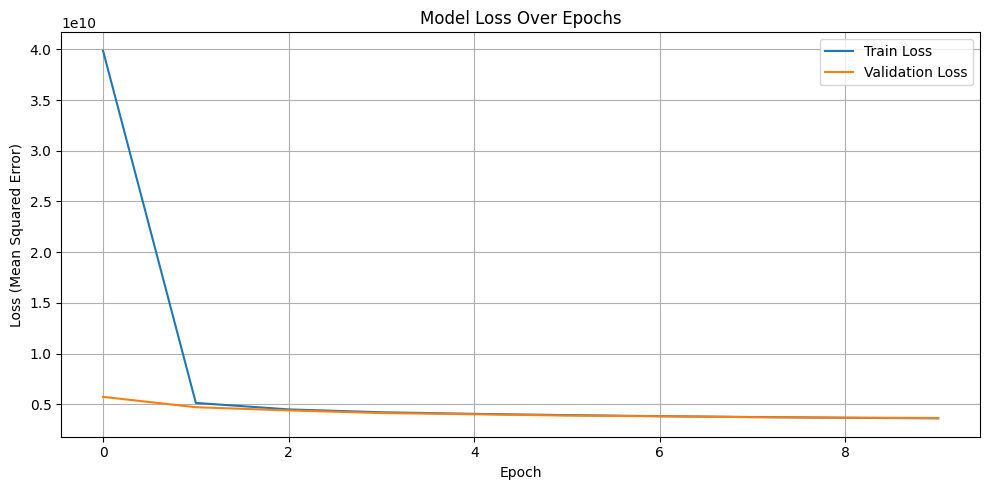 Model Loss Over Epochs
1e10
Train Loss
Validation Loss
4.0
3.5
3.0
2.5
2.0
1.5
1.0
0.5
Loss (Mean Squared Error)
0 2 4 6 8
Epoch